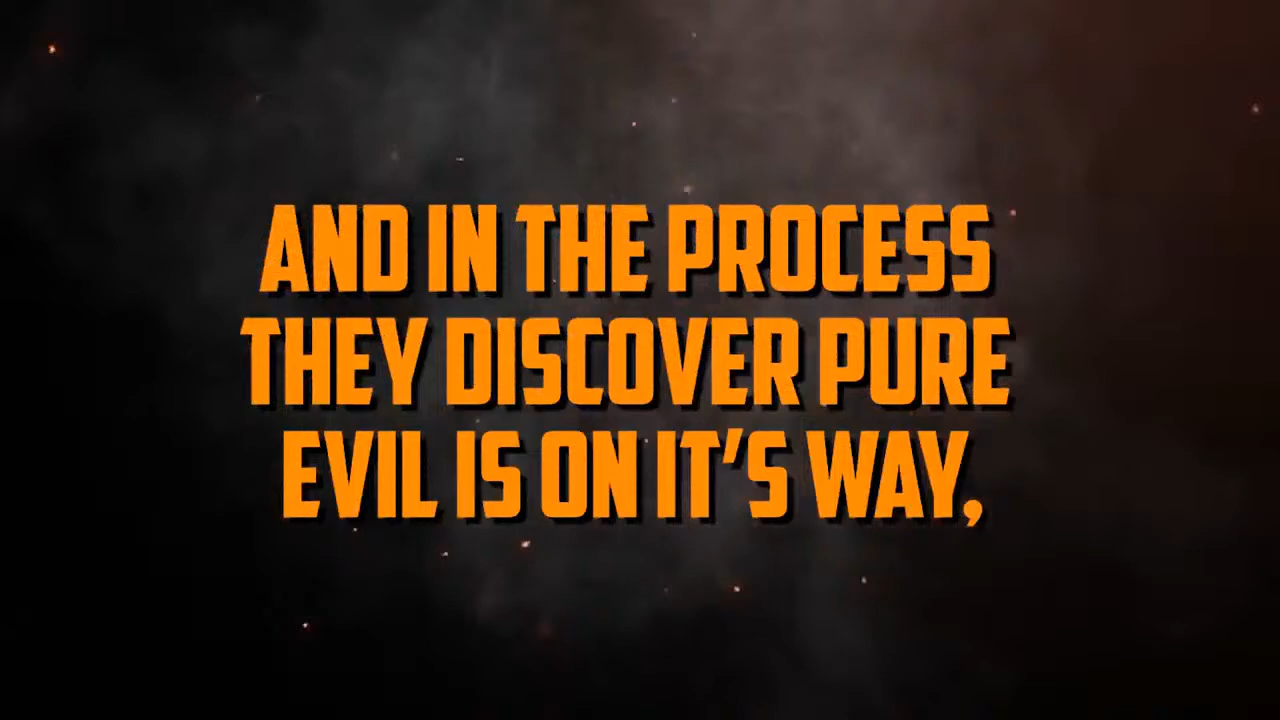 AND IN THE PROCESS
THEY DISCOVER PURE
EVIL IS ON IT'S WAY,